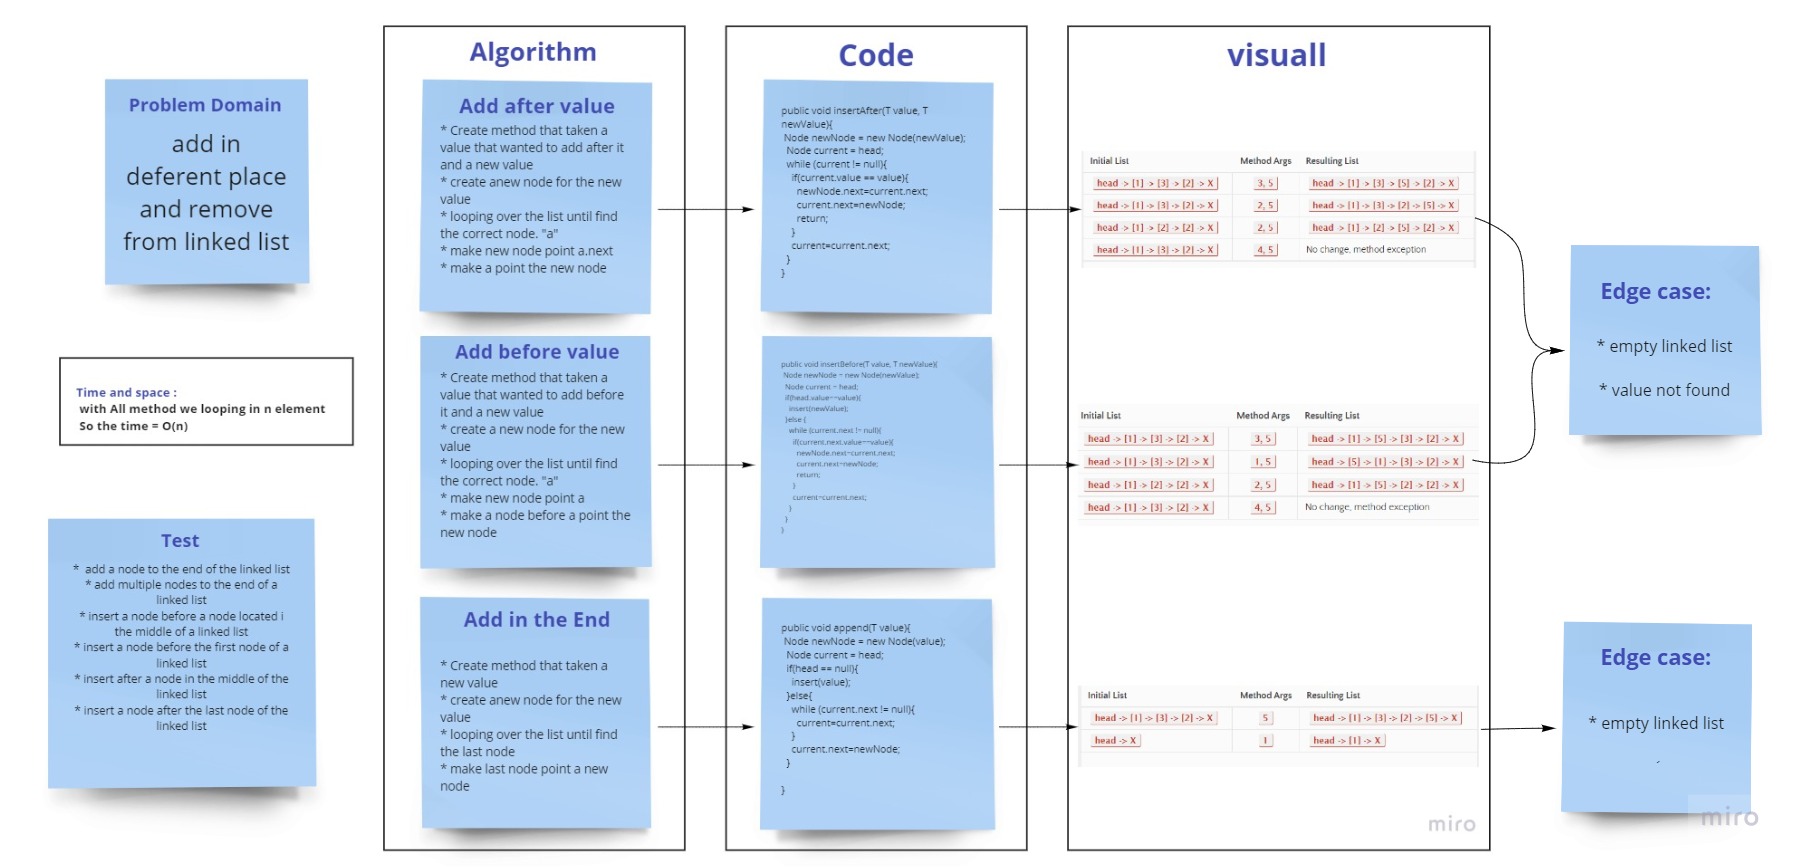 Problem Domain
add in
deferent place
and remove
from linked list
Time and space :
with All method we looping in n element
So the time = O(n)
Test
* add a node to the end of the linked list
* add multiple nodes to the end of a
linked list
* insert a node before a node located i
the middle of a linked list
* insert a node before the first node of a
linked list
* insert after a node in the middle of the
linked list
* insert a node after the last node of the
linked list
Algorithm
Add after value
* Create method that taken a
value that wanted to add after it
and a new value
* create anew node for the new
value
* looping over the list until find
the correct node. "a"
* make new node point a.next
* make a point the new node
Add before value
* Create method that taken a
value that wanted to add before
it and a new value
* create a new node for the new
value
* looping over the list until find
the correct node. "a"
* make new node point a
* make a node before a point the
new node
Add in the End
* Create method that taken a
new value
* create anew node for the new
value
* looping over the list until find
the last node
* make last node point a new
node
Code
public void insertAfter(T value, T
newValue){
Node newNode = new Node(newValue);
Node current = head;
while (current != null){
if(current.value == value){
newNode.next=current.next;
current.next=newNode;
return;
}
current=current.next;
}
}
public void insertBefore(T value, T newValue){
Node newNode = new Node(newValue);
Node current = head;
if(head.value==value){
insert(newValue);
}else {
while (current.next != null){
if(current.next.value==value){
newNode.next=current.next;
current.next=newNode;
return;
}
current=current.next;
}
}
}
public void append(T value){
Node newNode = new Node(value);
Node current = head;
if(head == null){
insert(value);
}else{
while (current.next != null){
current=current.next;
}
current.next=newNode;
}
}
visuall
Initial List Method Args Resulting List
head -> [1] -> [3] -> [2] -> X 3, 5 head -> [1] -> [3] -> [5] -> [2] -> X
head -> [1] -> [3] -> [2] -> X 2, 5 head -> [1] -> [3] -> [2] -> [5] -> X
head -> [1] -> [2] -> [2] -> X 2, 5 head -> [1] -> [2] -> [5] -> [2] -> X
head -> [1] -> [3] -> [2] -> X 4, 5 No change, method exception
Initial List Method Args Resulting List
head -> [1] -> [3] -> [2] -> X 3, 5 head -> [1] -> [5] -> [3] -> [2] -> X
head -> [1] -> [3] -> [2] -> X 1, 5 head -> [5] -> [1] -> [3] -> [2] -> X
head -> [1] -> [2] -> [2] -> X 2, 5 head -> [1] -> [5] -> [2] -> [2] -> X
head -> [1] -> [3] -> [2] -> X 4, 5 No change, method exception
Initial List Method Args Resulting List
head -> [1] -> [3] -> [2] -> X 5 head -> [1] -> [3] -> [2] -> [5] -> X
head -> X 1 head -> [1] -> X
miro
Edge case:
* empty linked list
* value not found
Edge case:
* empty linked list
miro